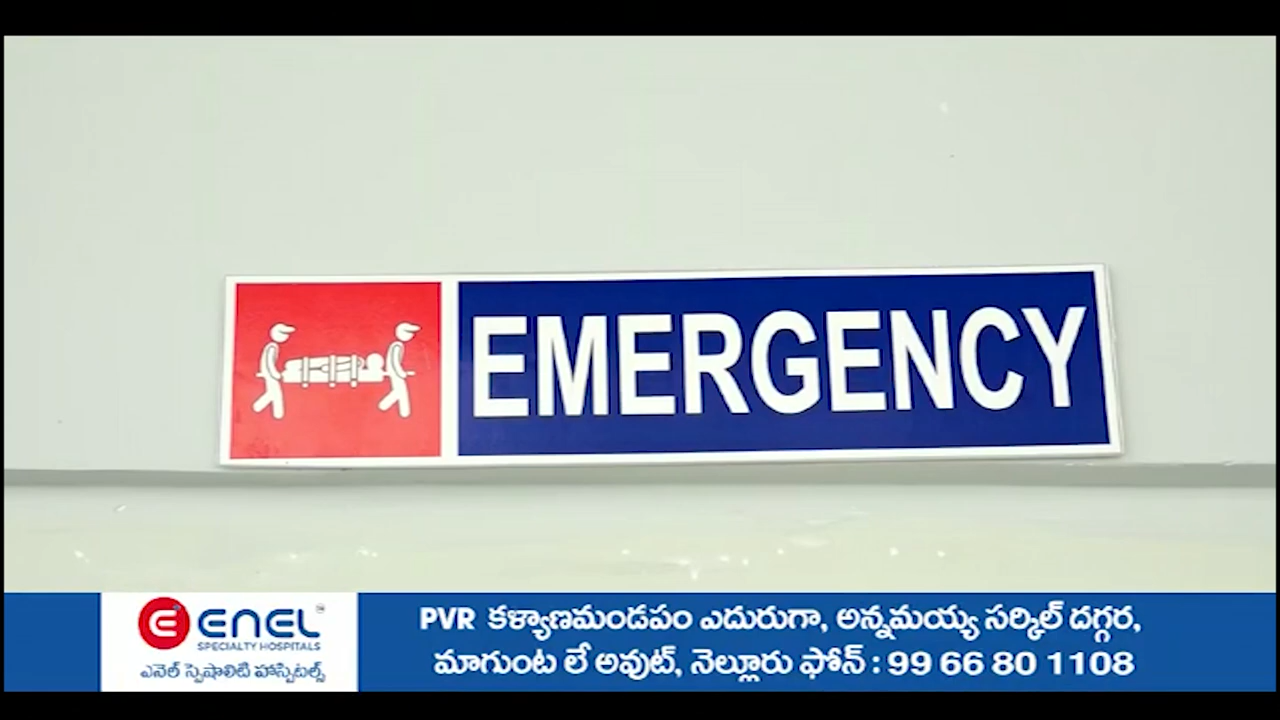 EMERGENCY
ENEL
SPECIALTY HOSPITALS
ఎనెల్ స్పెషాలిటి హాస్పిటల్స్
PVR కళ్యాణమండపం ఎదురుగా, అన్నమయ్య సర్కిల్ దగ్గర,
మాగుంట లే అవుట్, నెల్లూరు ఫోన్ : 99 66 80 1108